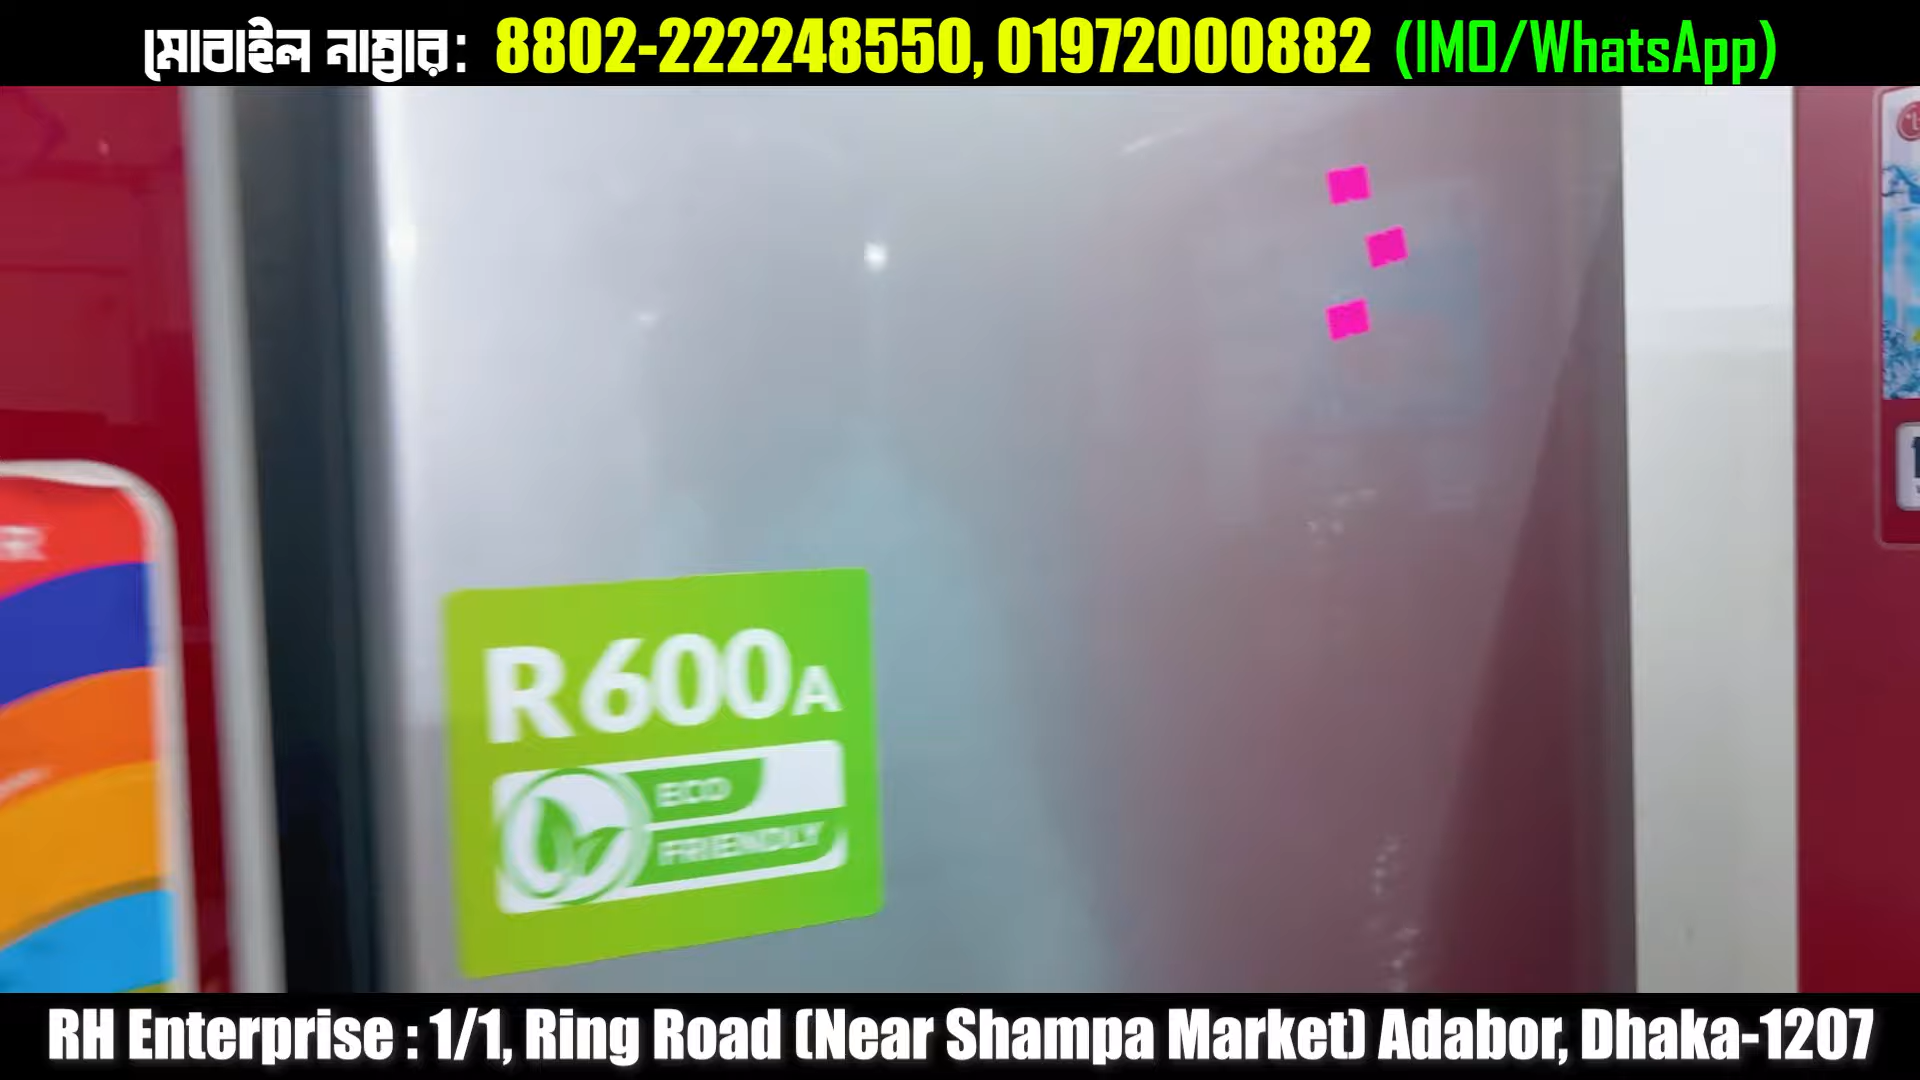 মোবাইল নাম্বার: 8802-222248550, 01972000882 (IMO/WhatsApp)
R600A
ECO
FRIENDLY
RH Enterprise : 1/1, Ring Road (Near Shampa Market) Adabor, Dhaka-1207